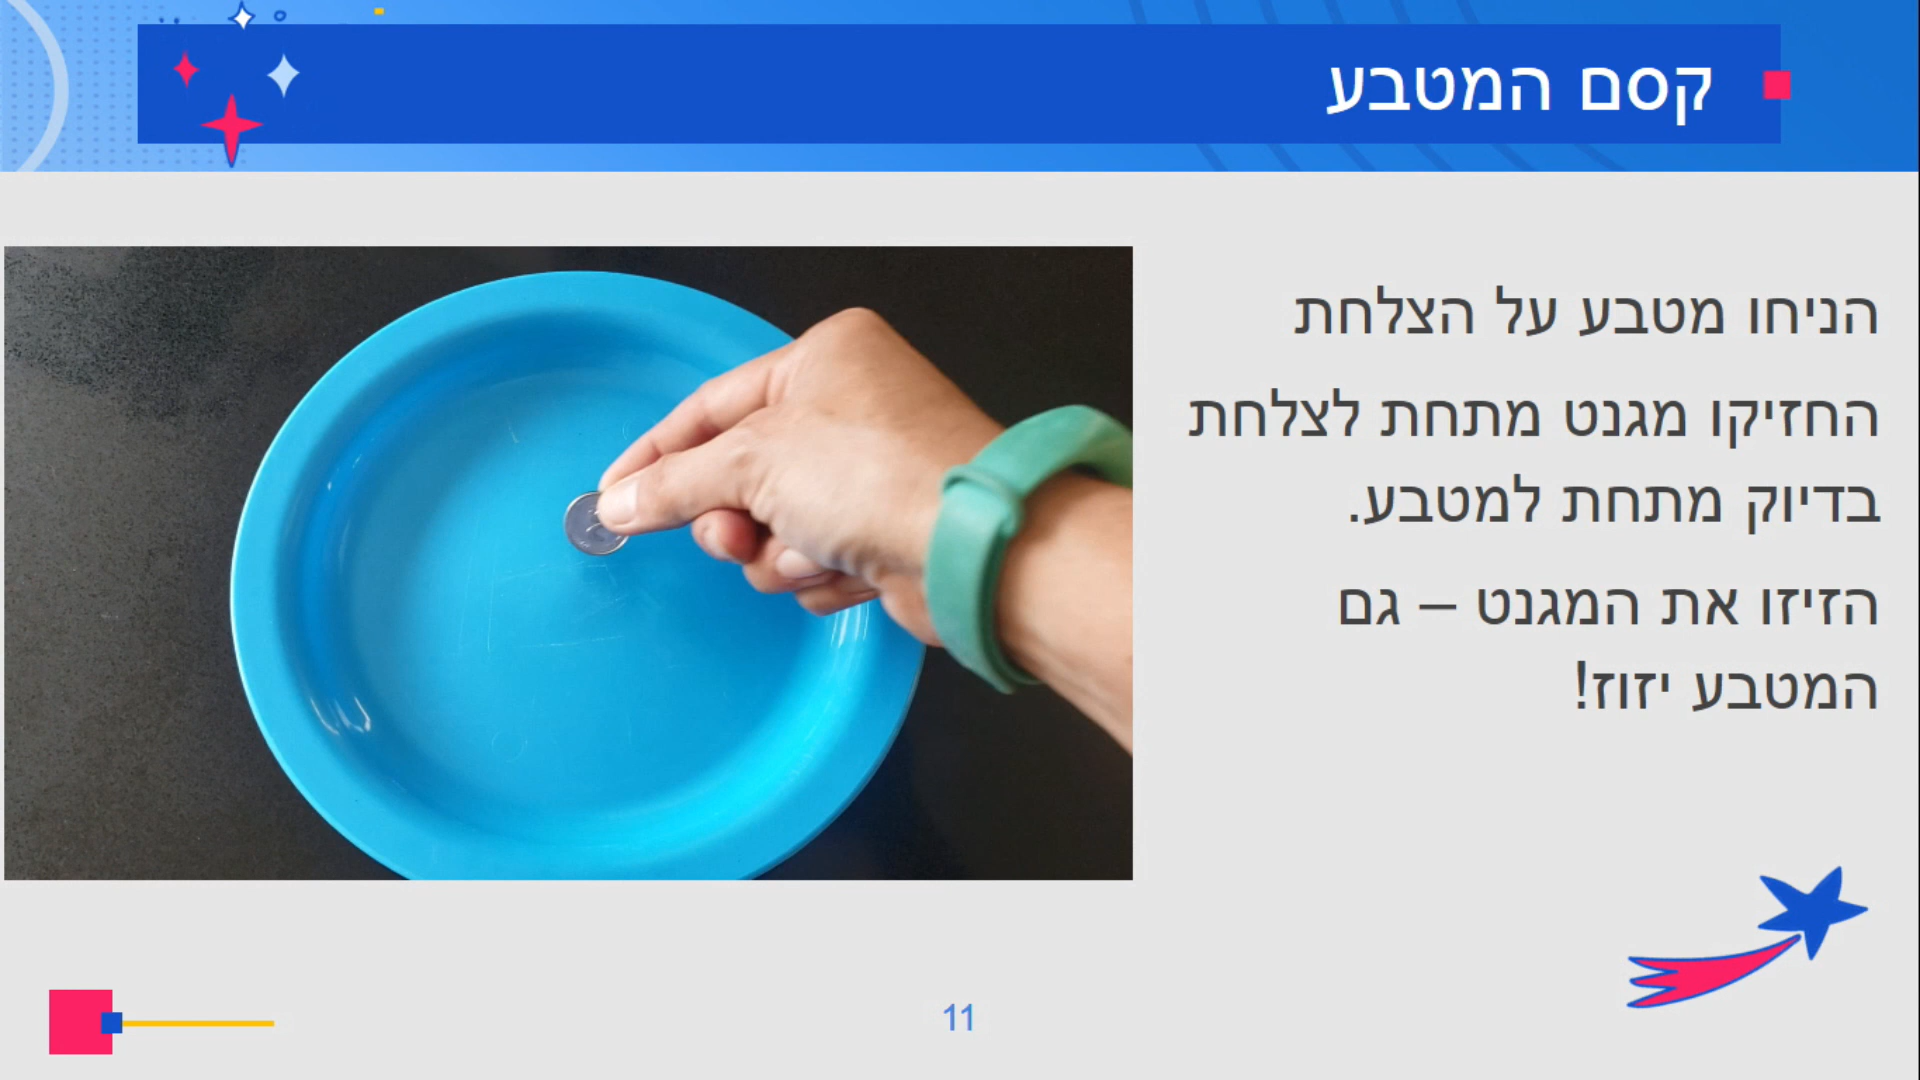 קסם המטבע
הניחו מטבע על הצלחת
החזיקו מגנט מתחת לצלחת
בדיוק מתחת למטבע.
הזיזו את המגנט – גם
המטבע יזוז!
11